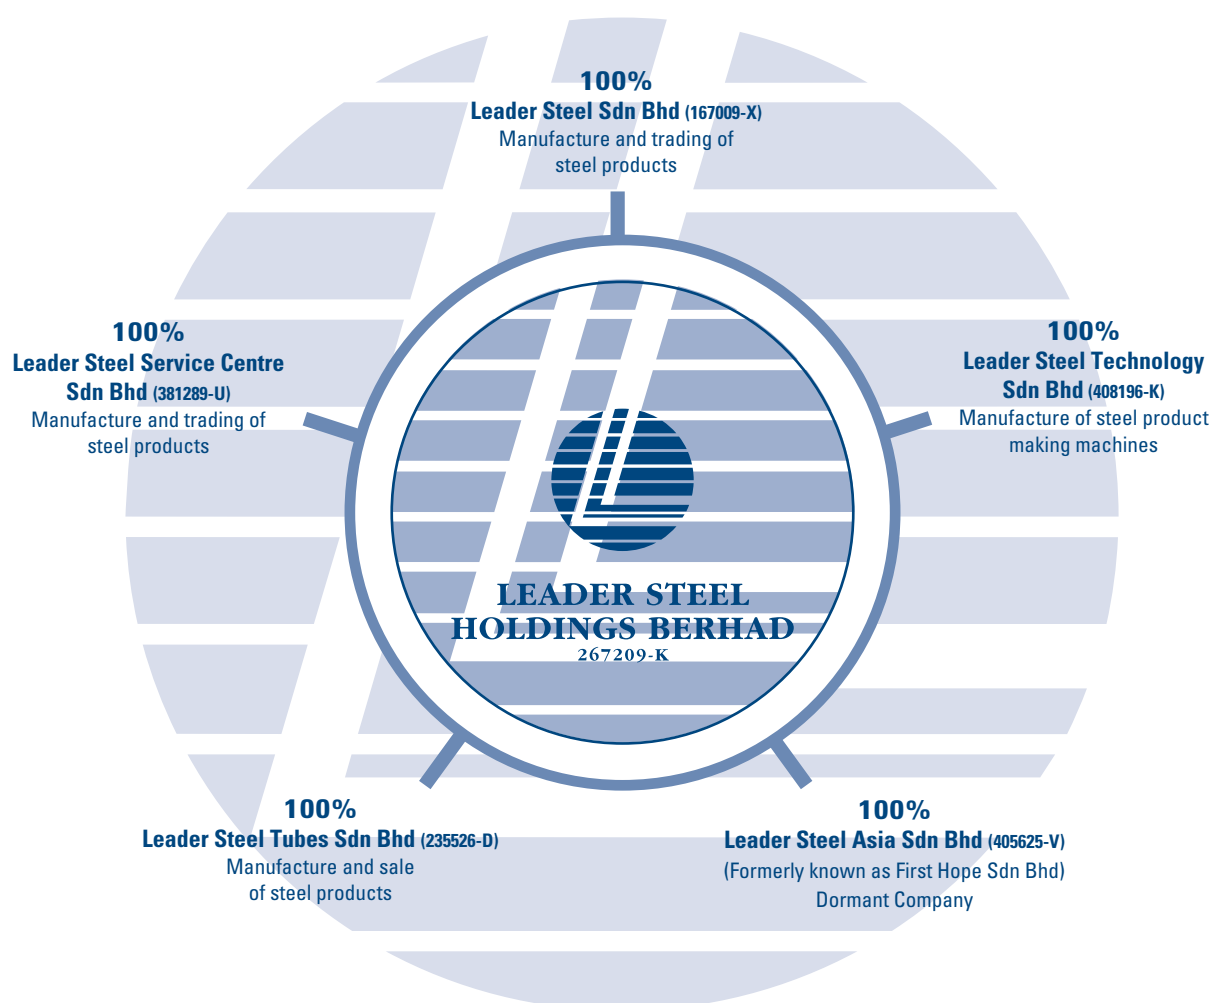 100%
Leader Steel Sdn Bhd (167009-X)
Manufacture and trading of
steel products
100%
Leader Steel Service Centre
Sdn Bhd (381289-U)
Manufacture and trading of
steel products
100%
Leader Steel Technology
Sdn Bhd (408196-K)
Manufacture of steel product
making machines
LEADER STEEL
HOLDINGS BERHAD
267209-K
100%
Leader Steel Tubes Sdn Bhd (235526-D)
Manufacture and sale
of steel products
100%
Leader Steel Asia Sdn Bhd (405625-V)
(Formerly known as First Hope Sdn Bhd)
Dormant Company